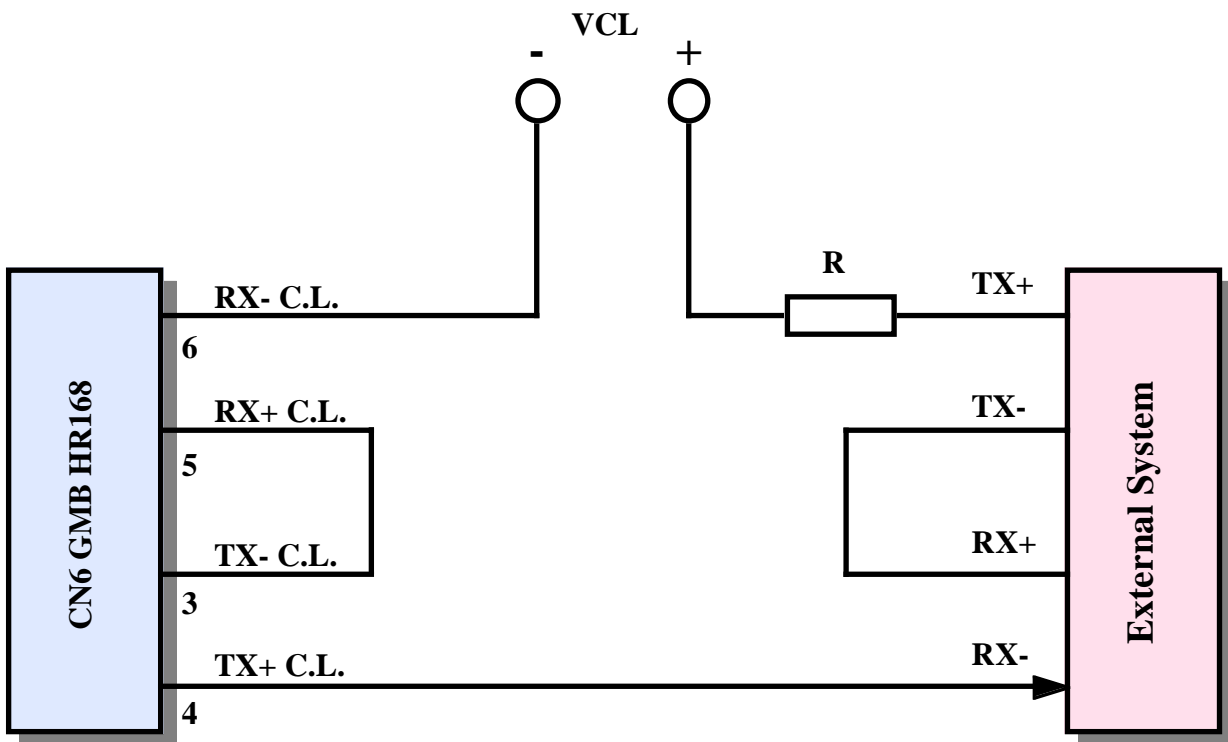 VCL
- +
R
RX- C.L.
TX+
6
RX+ C.L.
TX-
5
CN6 GMB HR168
External System
TX- C.L.
RX+
3
TX+ C.L.
RX-
4